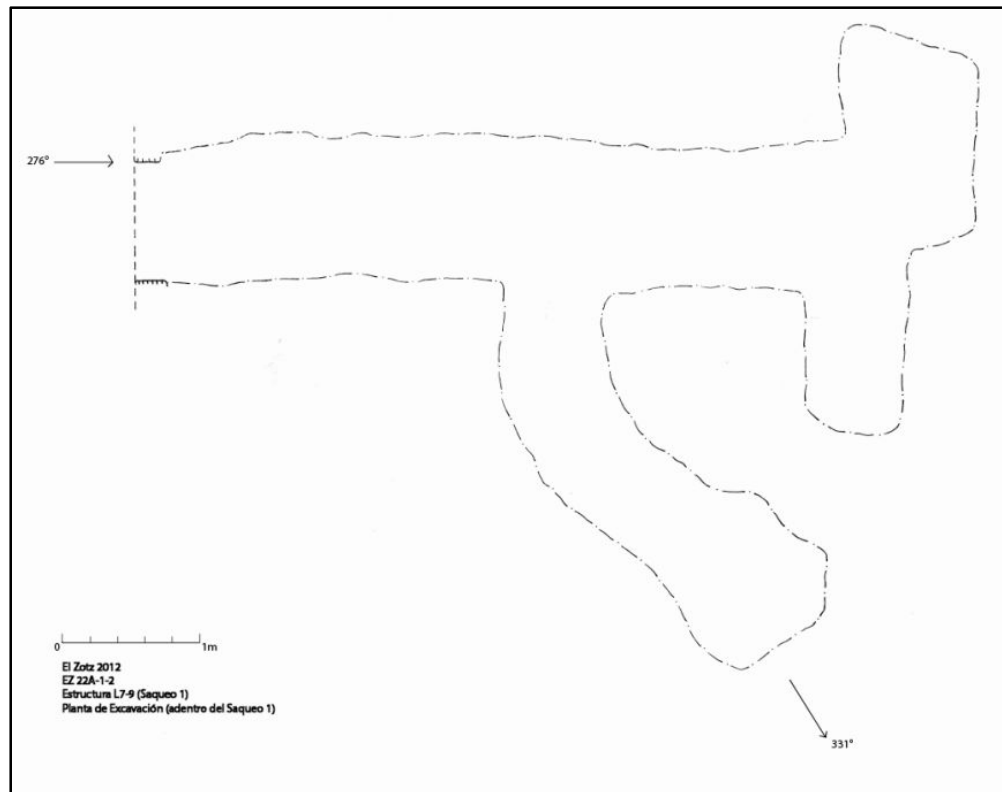 276°
0 1m
El Zotz 2012
EZ 22A-1-2
Estructura L7-9 (Saqueo 1)
Planta de Excavación (adentro del Saqueo 1)
331°